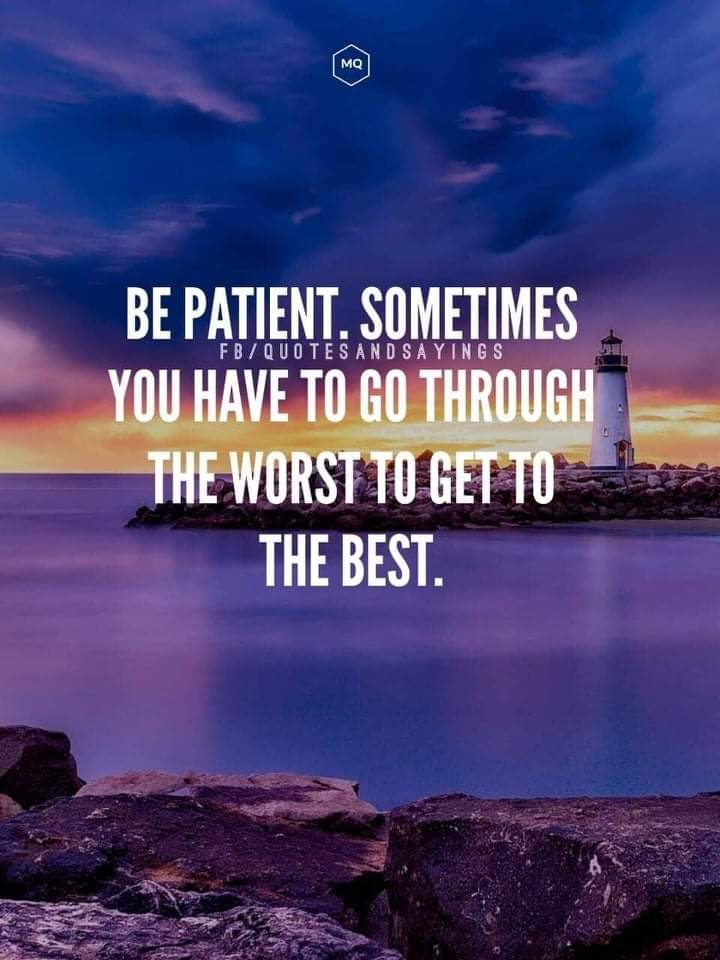 MQ
BE PATIENT. SOMETIMES
FB/QUOTESANDSAYINGS
YOU HAVE TO GO THROUGH
THE WORST TO GET TO
THE BEST.